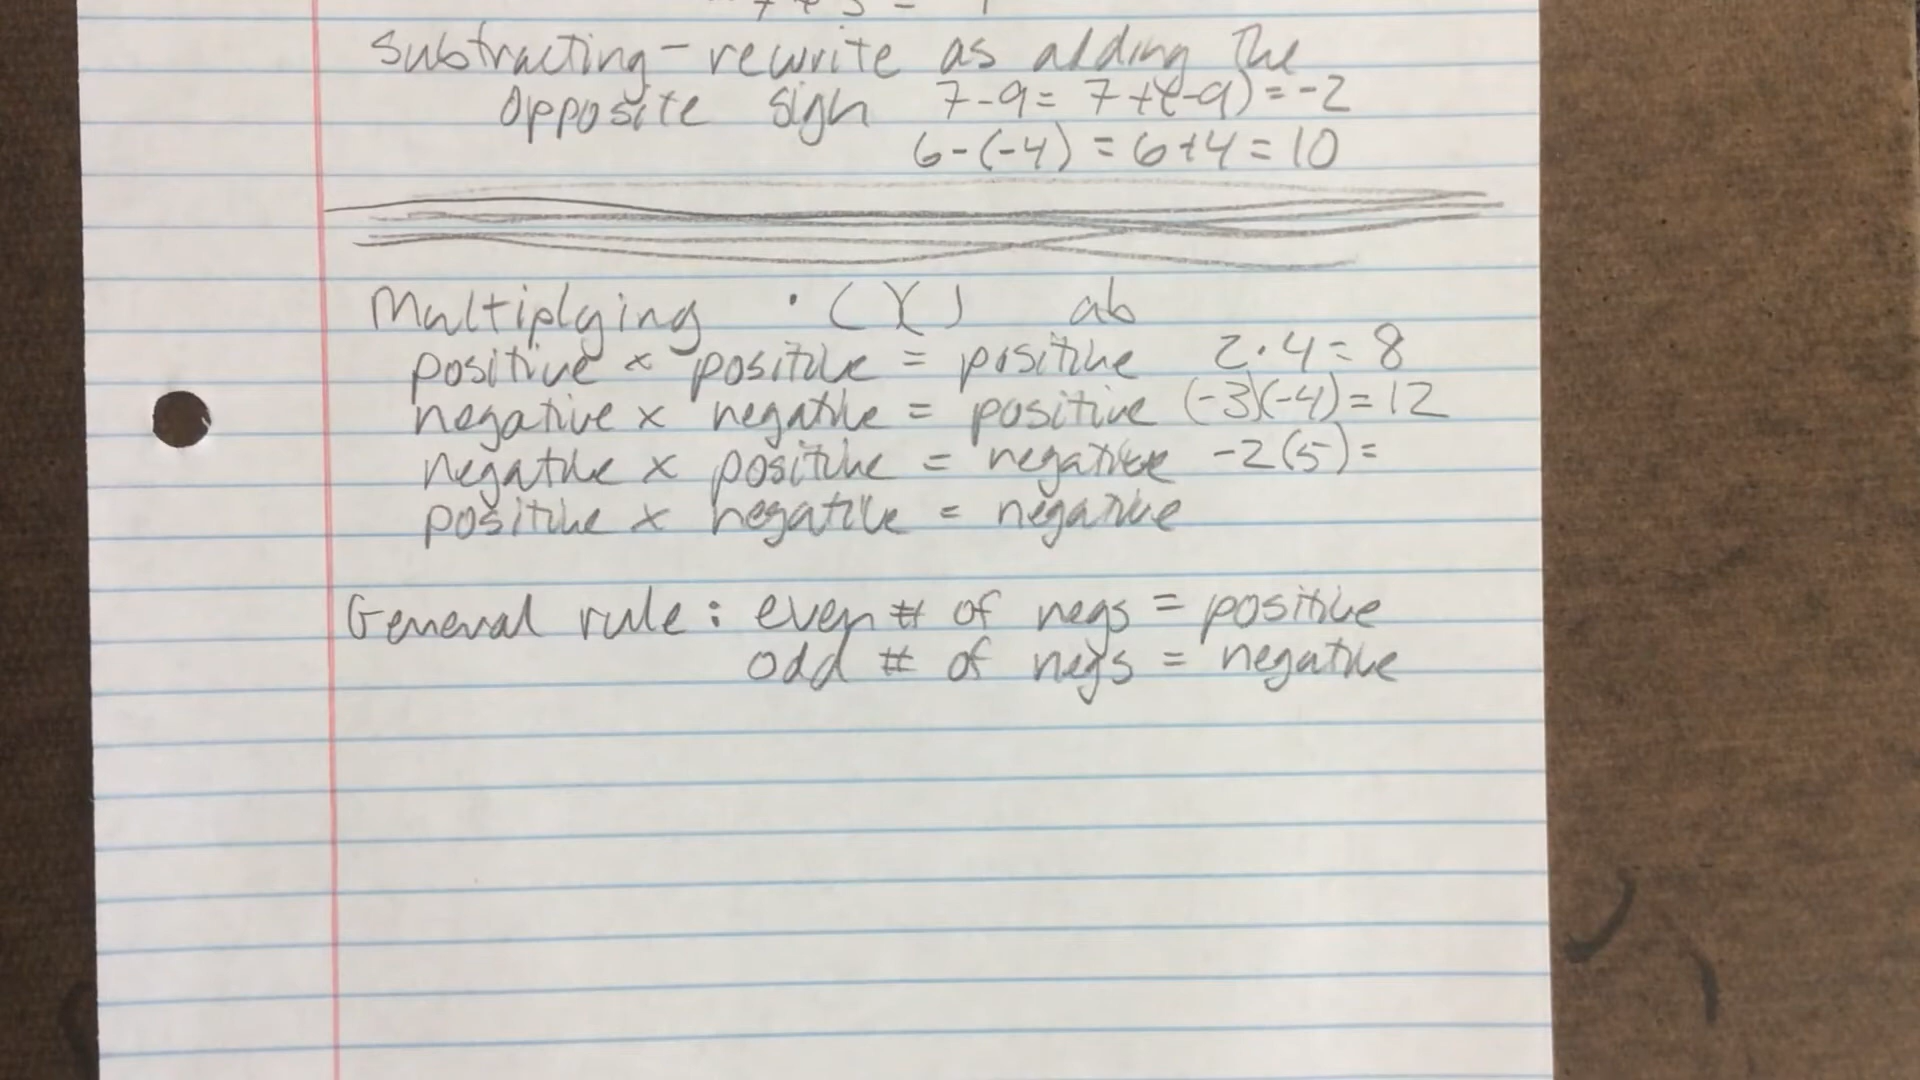 Subtracting - rewrite as adding the
opposite sign 7-9 = 7+(-9) = -2
6-(-4) = 6+4 = 10
Multiplying · ( )( ) ab
positive x positive = positive 2·4 = 8
negative x negative = positive (-3)(-4) = 12
negative x positive = negative -2(5) =
positive x negative = negative
General rule: even # of negs = positive
odd # of negs = negative